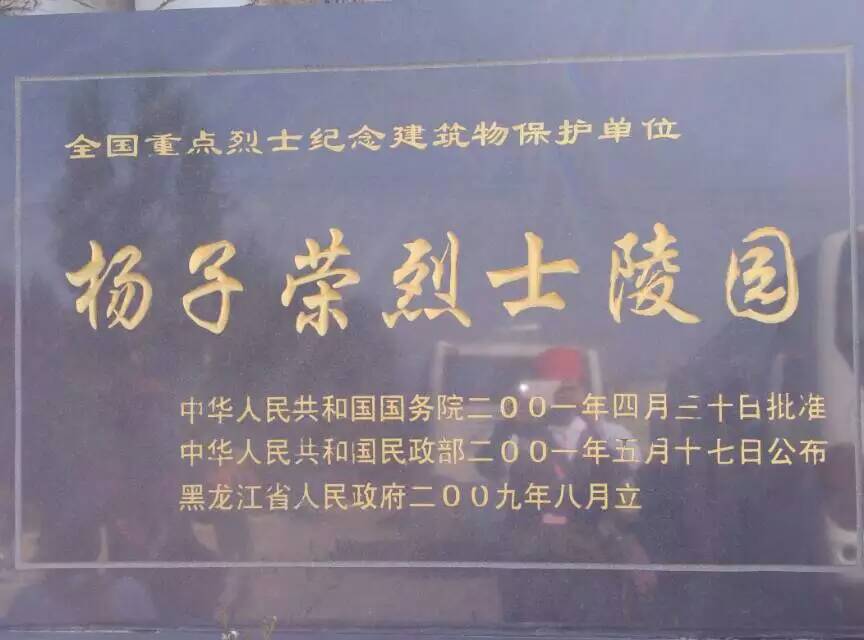 全国重点烈士纪念建筑物保护单位
杨子荣烈士陵园
中华人民共和国国务院二〇〇一年四月三十日批准
中华人民共和国民政部二〇〇一年五月十七日公布
黑龙江省人民政府二〇〇九年八月立